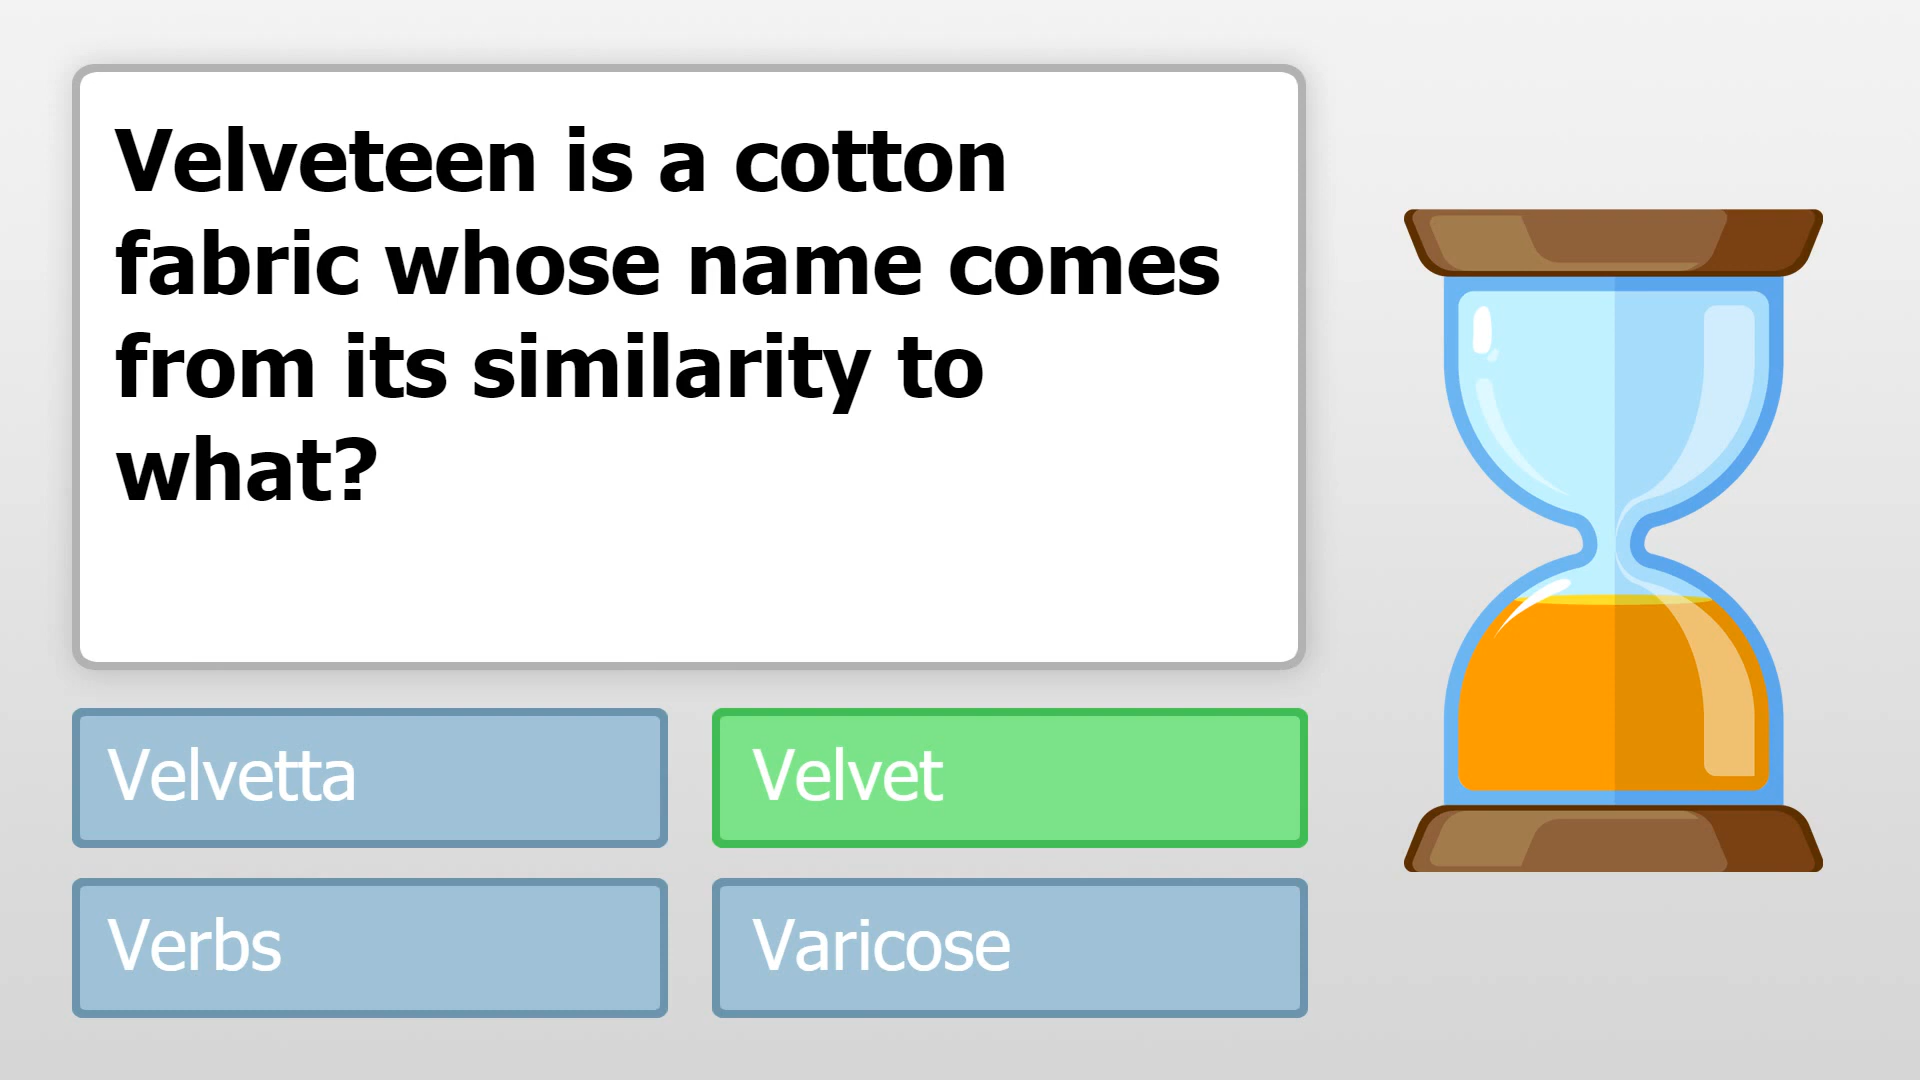 Velveteen is a cotton
fabric whose name comes
from its similarity to
what?
Velvetta
Velvet
Verbs
Varicose